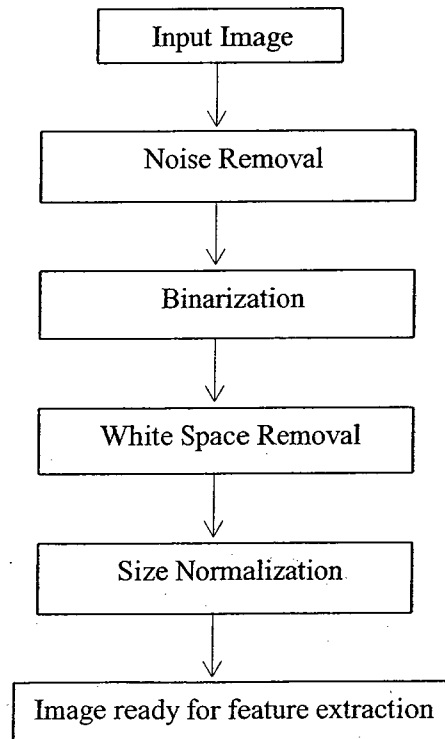 Input Image
Noise Removal
Binarization
White Space Removal
Size Normalization
Image ready for feature extraction